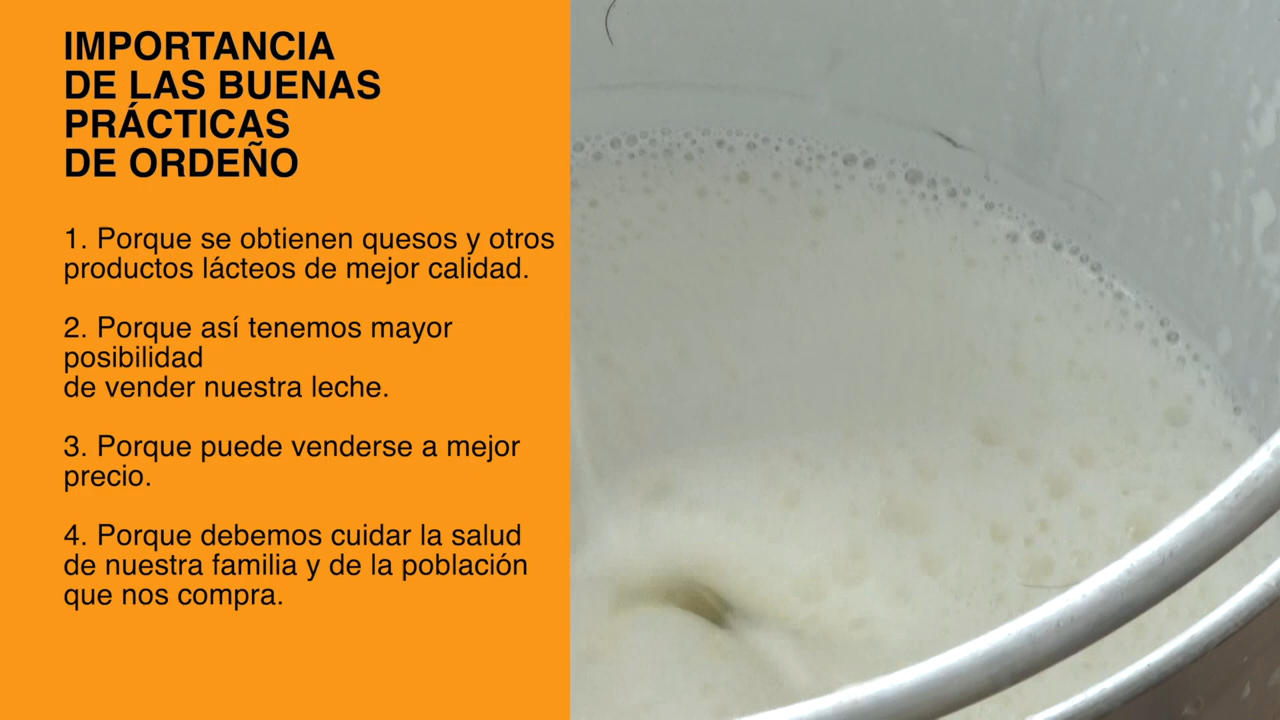 IMPORTANCIA
DE LAS BUENAS
PRÁCTICAS
DE ORDEÑO
1. Porque se obtienen quesos y otros
productos lácteos de mejor calidad.
2. Porque así tenemos mayor
posibilidad
de vender nuestra leche.
3. Porque puede venderse a mejor
precio.
4. Porque debemos cuidar la salud
de nuestra familia y de la población
que nos compra.